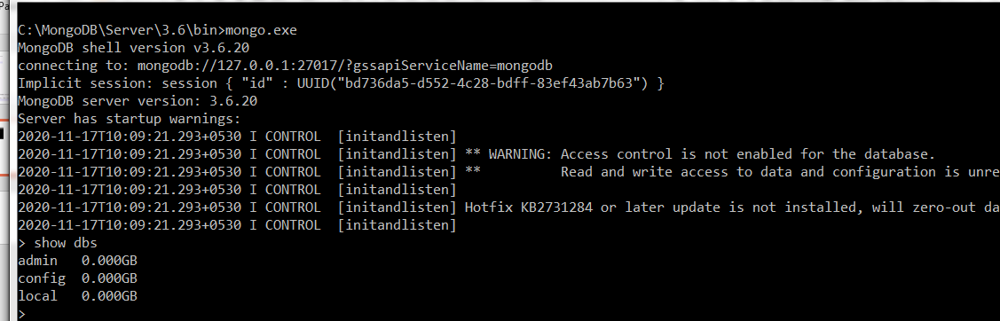 Pa
C:\MongoDB\Server\3.6\bin>mongo.exe
MongoDB shell version v3.6.20
connecting to: mongodb://127.0.0.1:27017/?gssapiServiceName=mongodb
Implicit session: session { "id" : UUID("bd736da5-d552-4c28-bdff-83ef43ab7b63") }
MongoDB server version: 3.6.20
Server has startup warnings:
2020-11-17T10:09:21.293+0530 I CONTROL  [initandlisten]
2020-11-17T10:09:21.293+0530 I CONTROL  [initandlisten] ** WARNING: Access control is not enabled for the database.
2020-11-17T10:09:21.293+0530 I CONTROL  [initandlisten] **          Read and write access to data and configuration is unre
2020-11-17T10:09:21.293+0530 I CONTROL  [initandlisten]
2020-11-17T10:09:21.293+0530 I CONTROL  [initandlisten] Hotfix KB2731284 or later update is not installed, will zero-out da
2020-11-17T10:09:21.293+0530 I CONTROL  [initandlisten]
> show dbs
admin   0.000GB
config  0.000GB
local   0.000GB
>